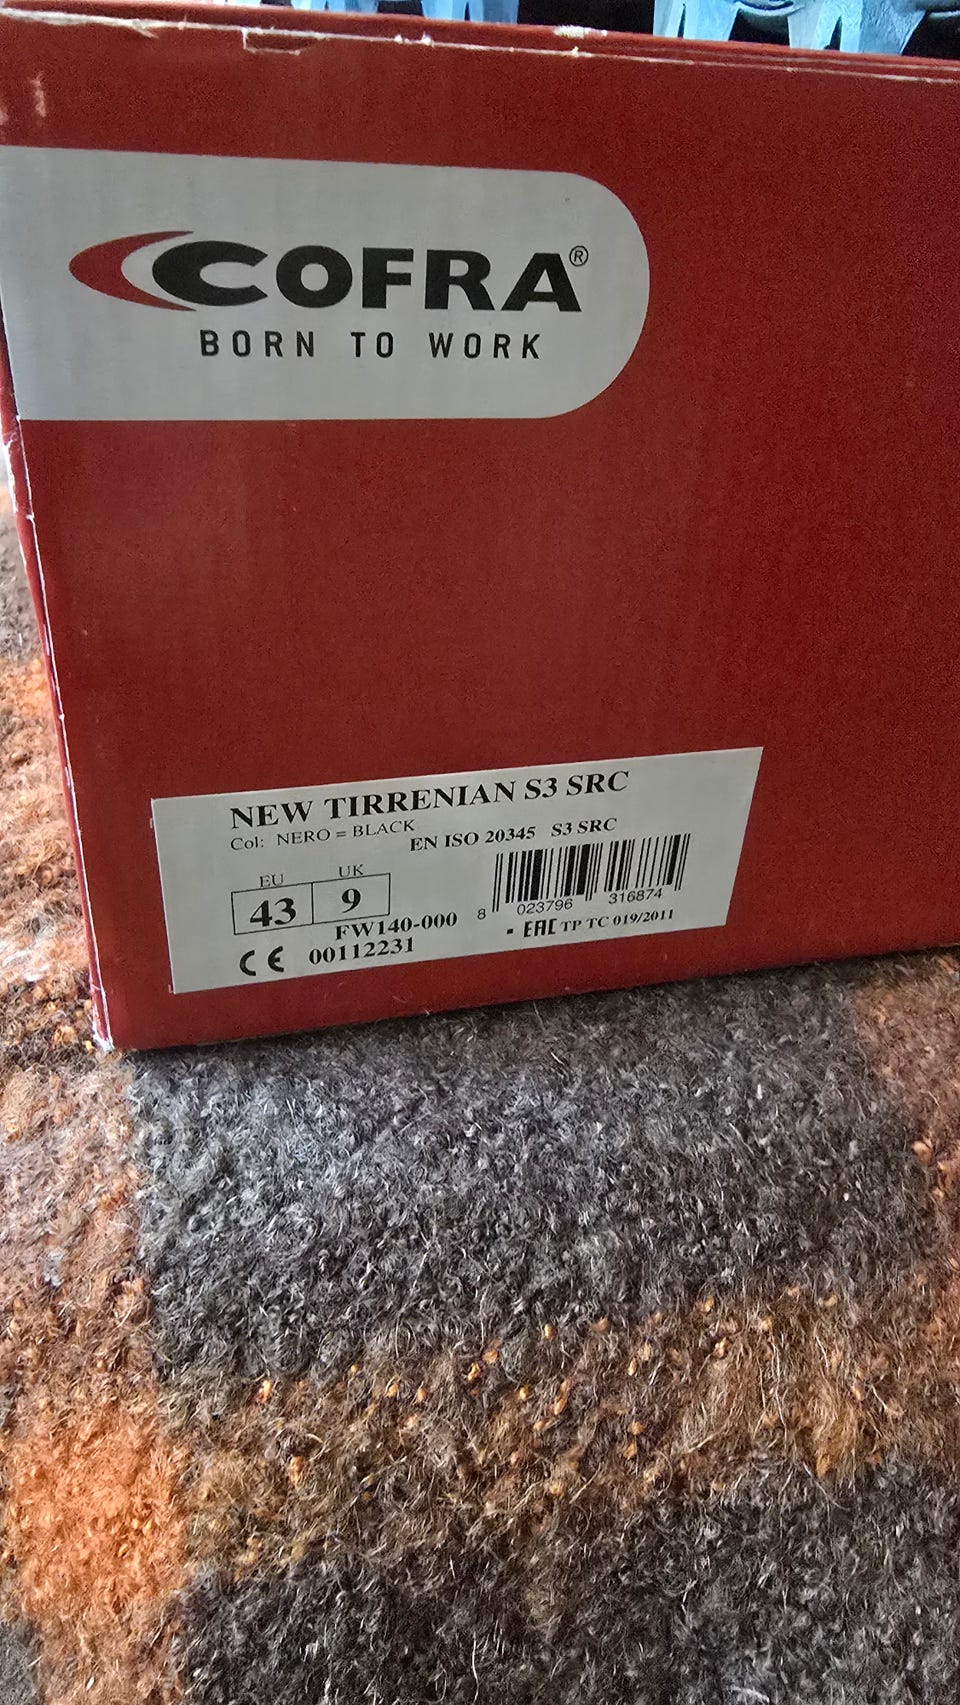 COFRA®
BORN TO WORK
NEW TIRRENIAN S3 SRC
Col: NERO = BLACK
EN ISO 20345 S3 SRC
EU UK
43 9
FW140-000
00112231
CE
8 023796 316874
- EAC TP TC 019/2011